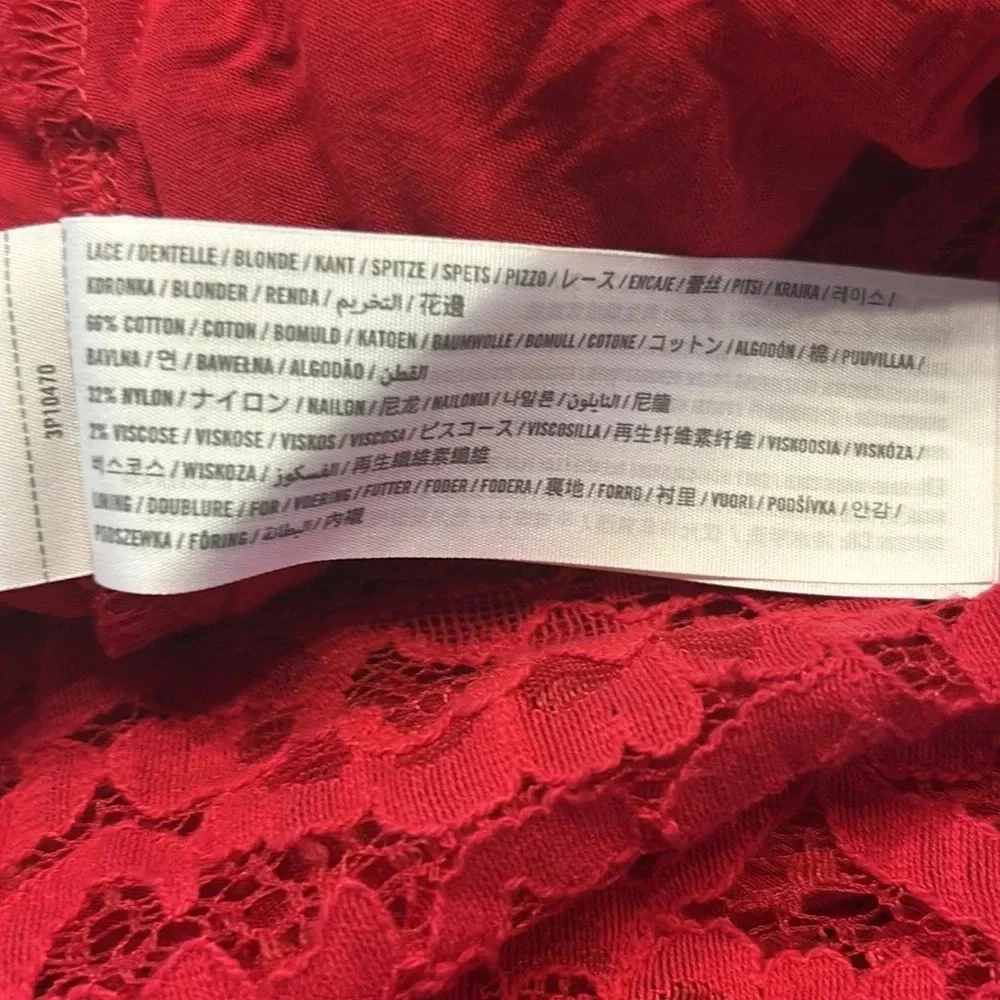 LACE / DENTELLE / BLONDE / KANT / SPITZE / SPETS / PIZZO / レース / ENCAJE / 蕾丝 / PITSI / KRAJKA / 레이스 /
KORONKA / BLONDER / RENDA / التخريم / 花邊
66% COTTON / COTON / BOMULD / KATOEN / BAUMWOLLE / BOMULL / COTONE / コットン / ALGODÓN / 棉 / PUUVILLAA /
BAVLNA / 면 / BAWEŁNA / ALGODÃO / القطن
32% NYLON / ナイロン / NAILON / 尼龙 / NAILONIA / 나일론 / النايلون / 尼龍
2% VISCOSE / VISKOSE / VISKOS / VISCOSA / ビスコース / VISCOSILLA / 再生纤维素纤维 / VISKOOSIA / VISKÓZA /
비스코스 / WISKOZA / الفسكوز / 再生纖維素纖維
LINING / DOUBLURE / FOR / VOERING / FUTTER / FODER / FODERA / 裏地 / FORRO / 衬里 / VUORI / PODŠÍVKA / 안감 /
PODSZEWKA / FÔRING / البطانة / 內襯
3P10470